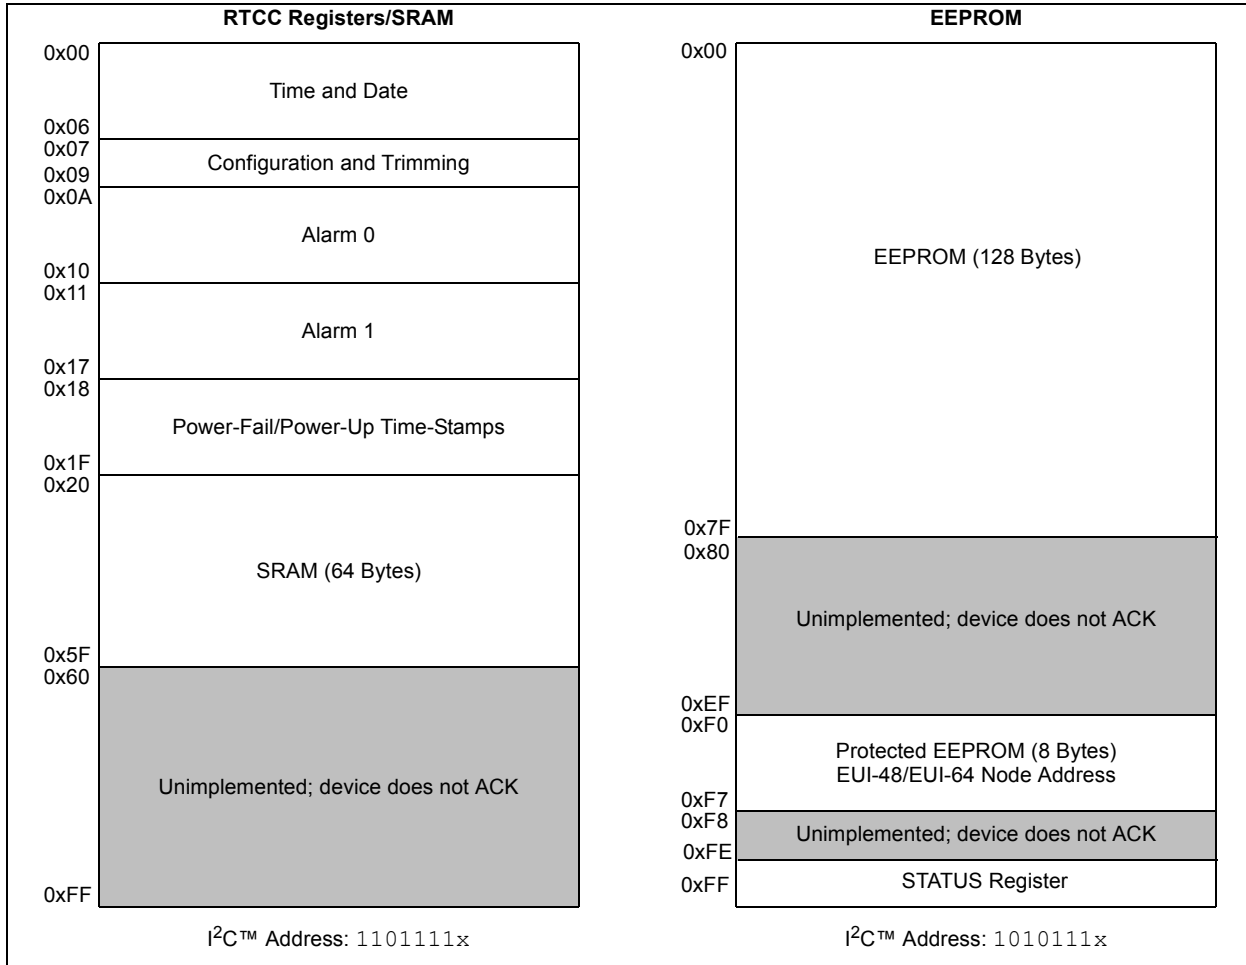 RTCC Registers/SRAM
0x00
Time and Date
0x06
0x07
Configuration and Trimming
0x09
0x0A
Alarm 0
0x10
0x11
Alarm 1
0x17
0x18
Power-Fail/Power-Up Time-Stamps
0x1F
0x20
SRAM (64 Bytes)
0x5F
0x60
Unimplemented; device does not ACK
0xFF
I²C™ Address: 1101111x
EEPROM
0x00
EEPROM (128 Bytes)
0x7F
0x80
Unimplemented; device does not ACK
0xEF
0xF0
Protected EEPROM (8 Bytes)
EUI-48/EUI-64 Node Address
0xF7
0xF8
Unimplemented; device does not ACK
0xFE
0xFF
STATUS Register
I²C™ Address: 1010111x